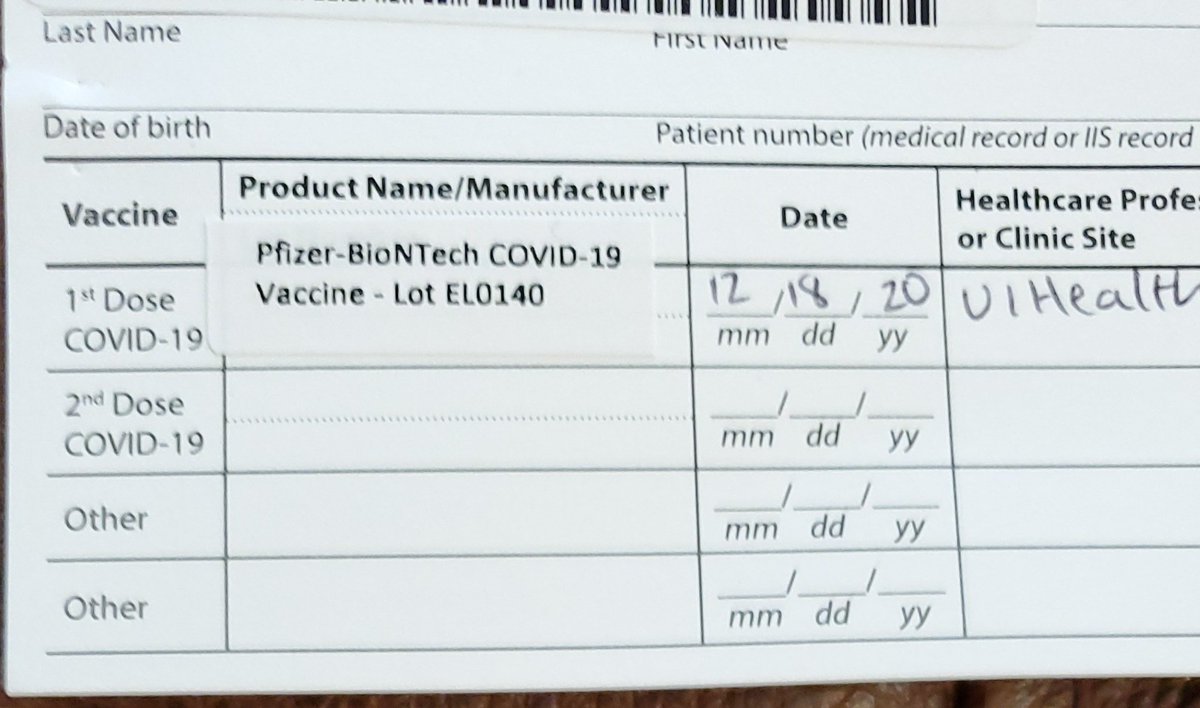 Last Name First Name
Date of birth Patient number (medical record or IIS record
Vaccine Product Name/Manufacturer Date Healthcare
or Clinic Site
Pfizer-BioNTech COVID-19
Vaccine - Lot EL0140
1st Dose
COVID-19
12 / 18 / 20
mm dd yy
UIHealth
2nd Dose
COVID-19
/ /
mm dd yy
Other
/ /
mm dd yy
Other
/ /
mm dd yy